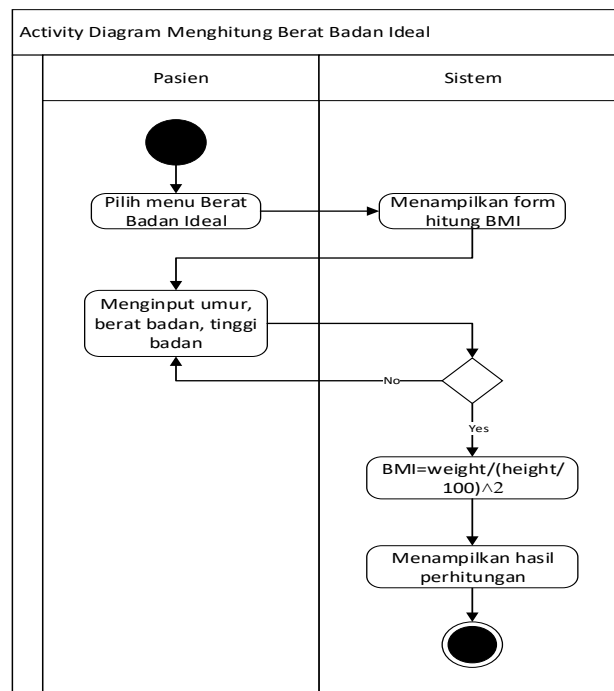 Activity Diagram Menghitung Berat Badan Ideal
Pasien
Sistem
Pilih menu Berat
Badan Ideal
Menampilkan form
hitung BMI
Menginput umur,
berat badan, tinggi
badan
No
Yes
BMI=weight/(height/
100)^2
Menampilkan hasil
perhitungan